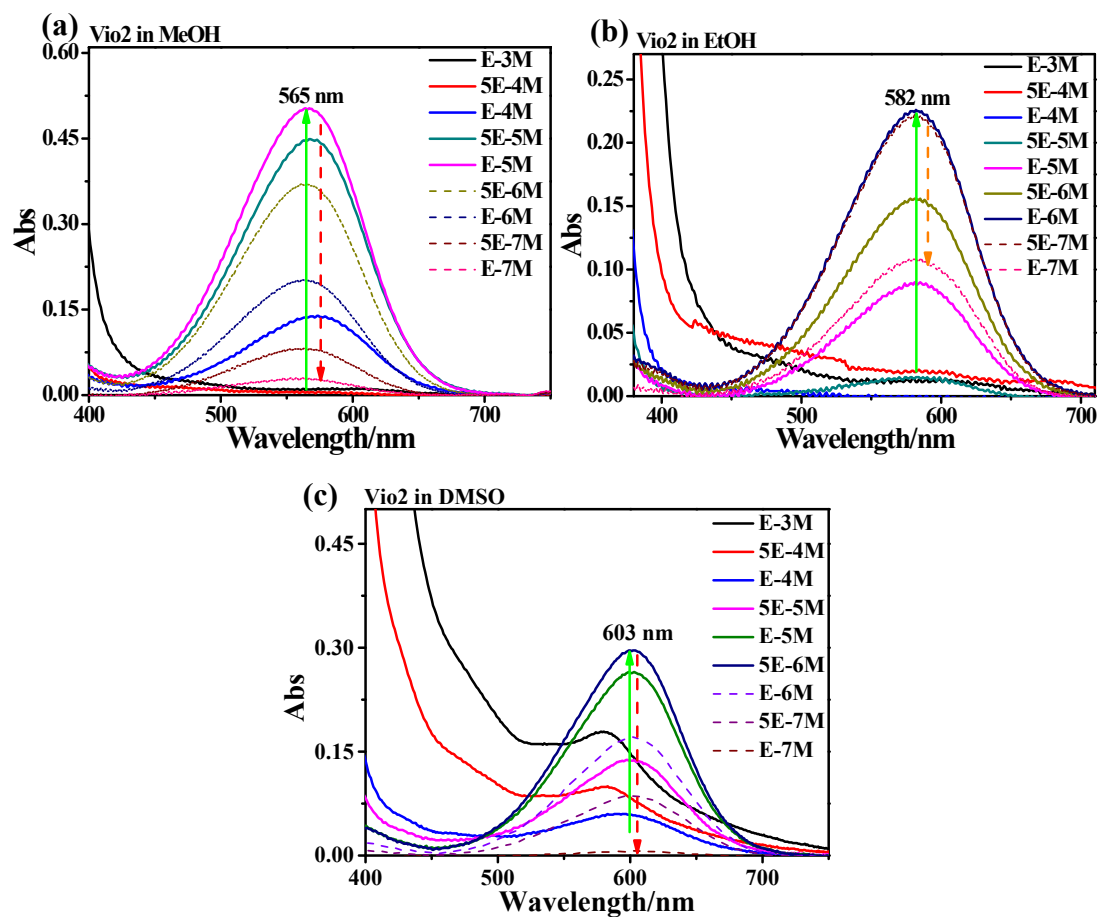 (a)
Vio2 in MeOH
0.60
0.45
0.30
0.15
0.00
Abs
565 nm
E-3M
5E-4M
E-4M
5E-5M
E-5M
5E-6M
E-6M
5E-7M
E-7M
400 500 600 700
Wavelength/nm
(b)
Vio2 in EtOH
0.25
0.20
0.15
0.10
0.05
0.00
Abs
582 nm
E-3M
5E-4M
E-4M
5E-5M
E-5M
5E-6M
E-6M
5E-7M
E-7M
400 500 600 700
Wavelength/nm
(c)
Vio2 in DMSO
0.45
0.30
0.15
0.00
Abs
603 nm
E-3M
5E-4M
E-4M
5E-5M
E-5M
5E-6M
E-6M
5E-7M
E-7M
400 500 600 700
Wavelength/nm